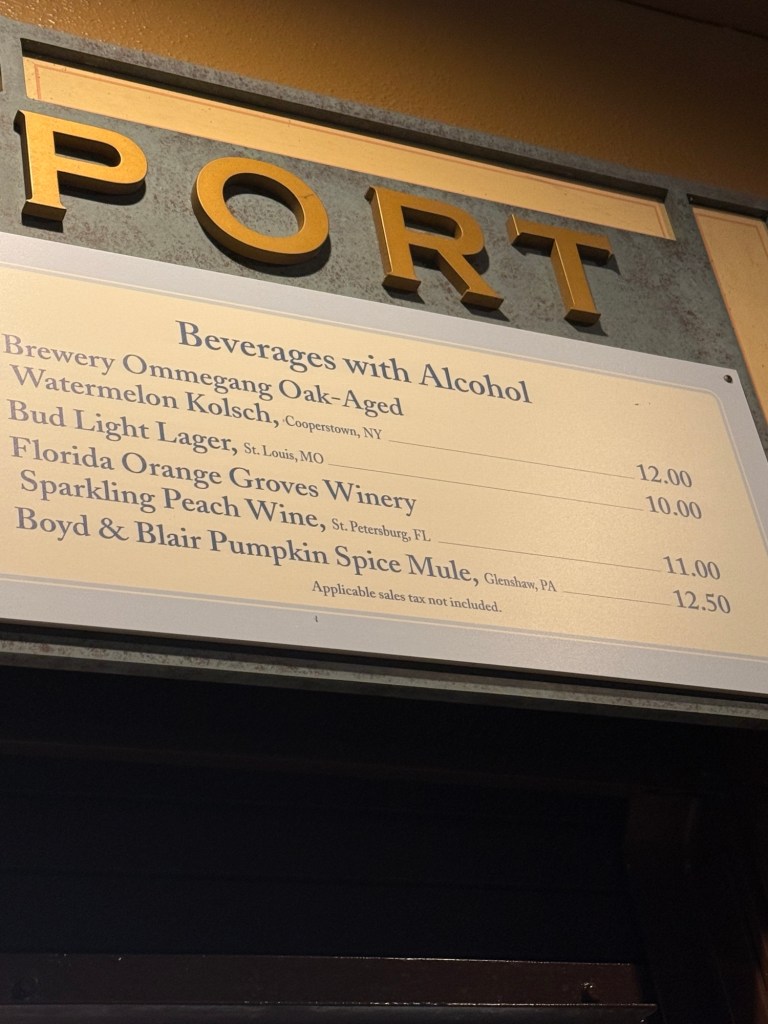 PORT
Beverages with Alcohol
Brewery Ommegang Oak-Aged
Watermelon Kolsch, Cooperstown, NY 12.00
Bud Light Lager, St. Louis, MO 10.00
Florida Orange Groves Winery
Sparkling Peach Wine, St. Petersburg, FL 11.00
Boyd & Blair Pumpkin Spice Mule, Glenshaw, PA 12.50
Applicable sales tax not included.